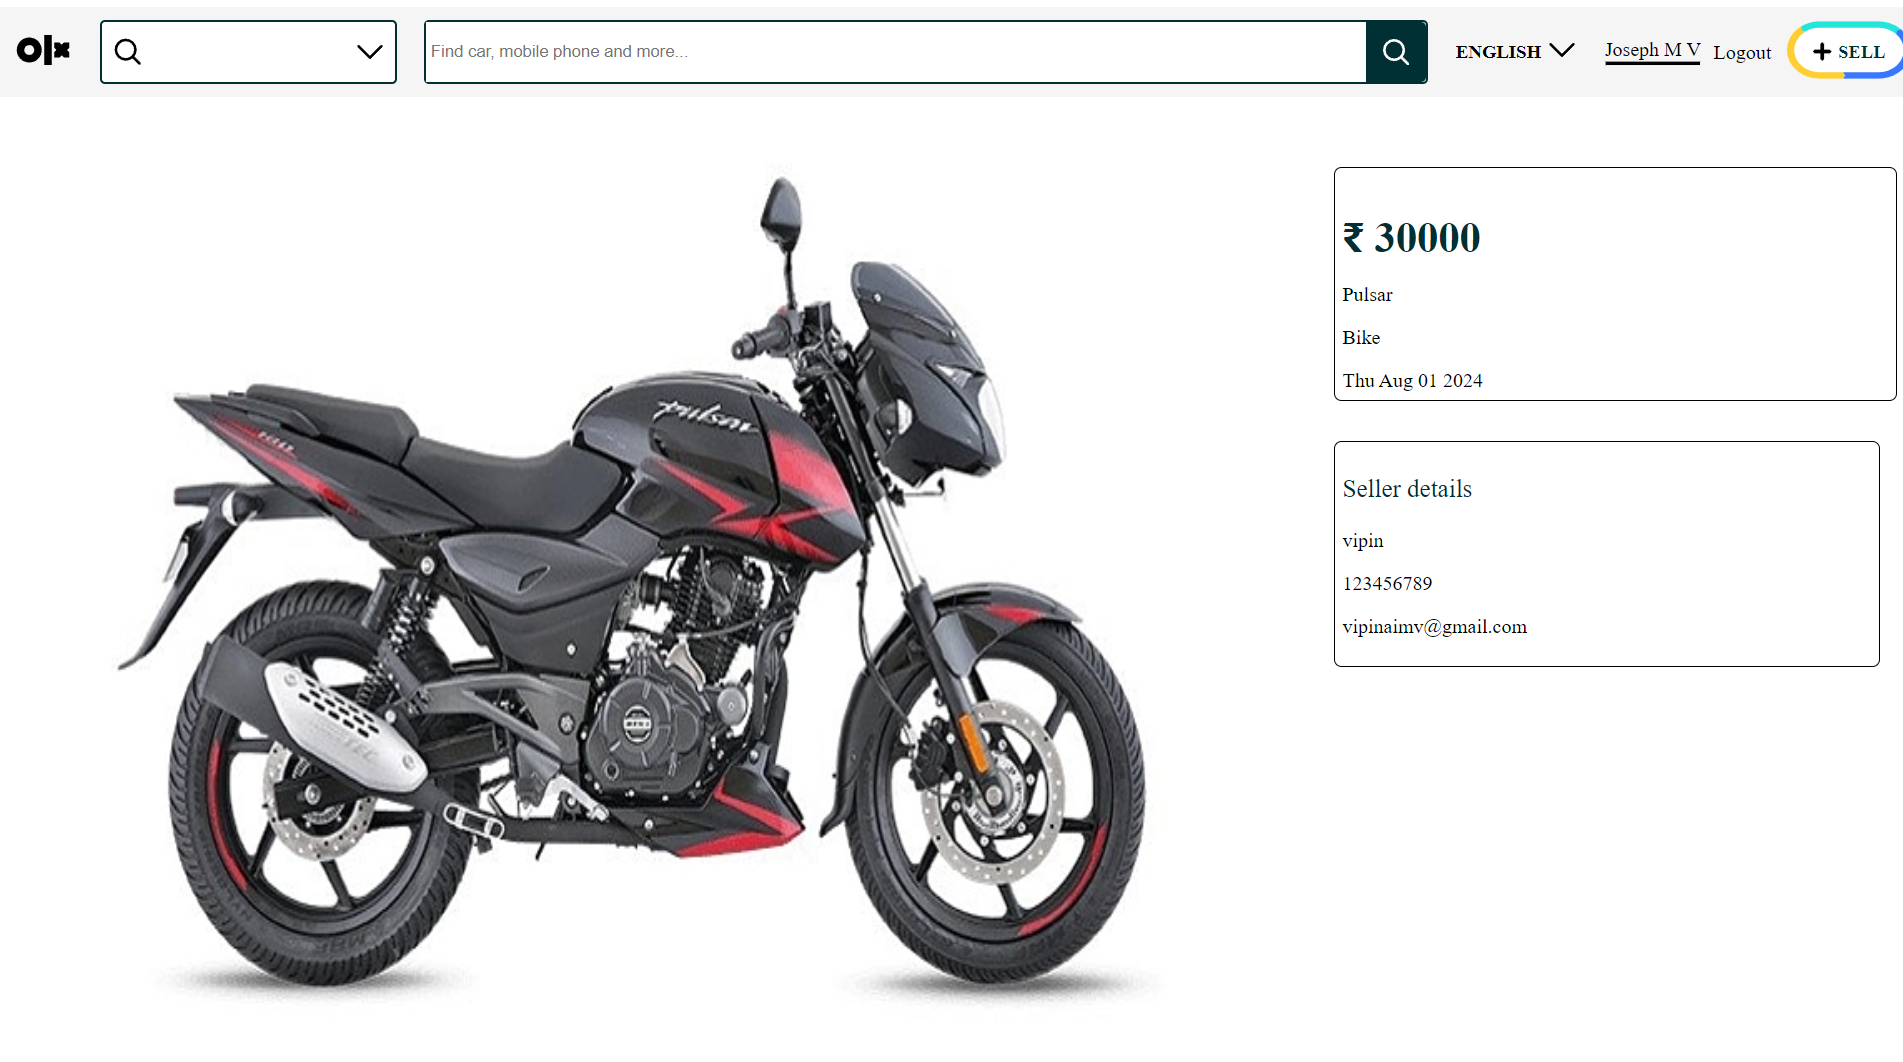 olx
Find car, mobile phone and more...
ENGLISH
Joseph M V
Logout
+ SELL
₹ 30000
Pulsar
Bike
Thu Aug 01 2024
Seller details
vipin
123456789
vipinaimv@gmail.com
pulsar